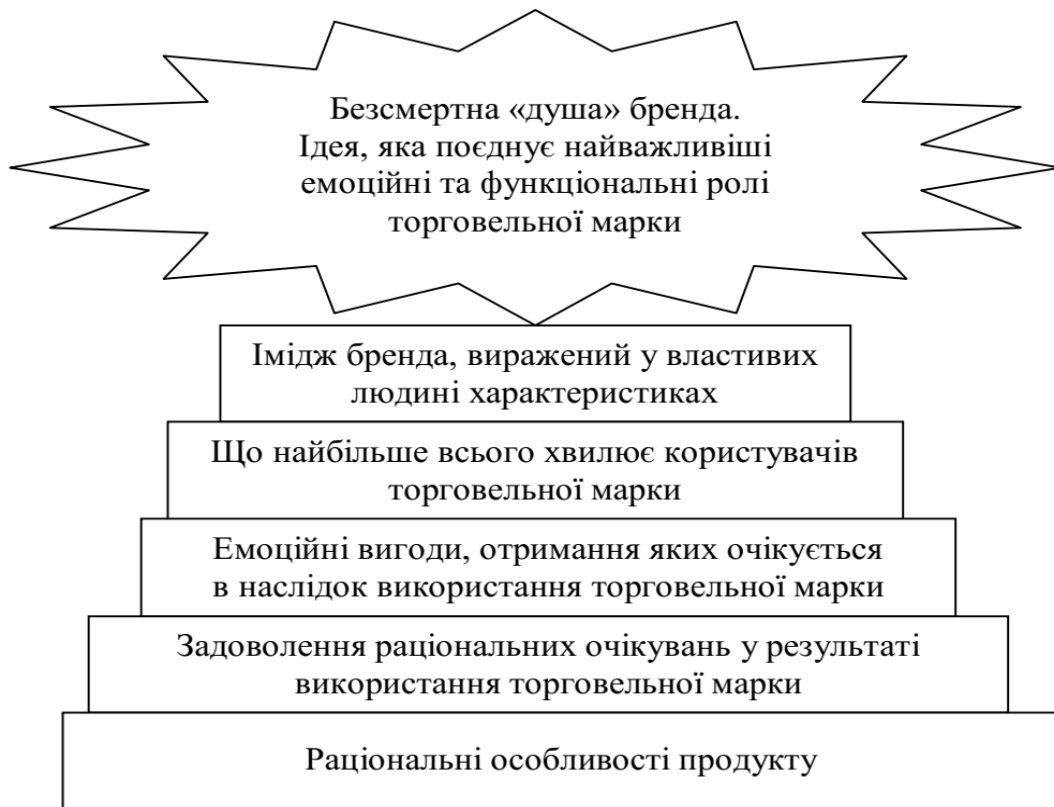 Безсмертна «душа» бренда.
Ідея, яка поєднує найважливіші
емоційні та функціональні ролі
торговельної марки
Імідж бренда, виражений у властивих
людині характеристиках
Що найбільше всього хвилює користувачів
торговельної марки
Емоційні вигоди, отримання яких очікується
в наслідок використання торговельної марки
Задоволення раціональних очікувань у результаті
використання торговельної марки
Раціональні особливості продукту